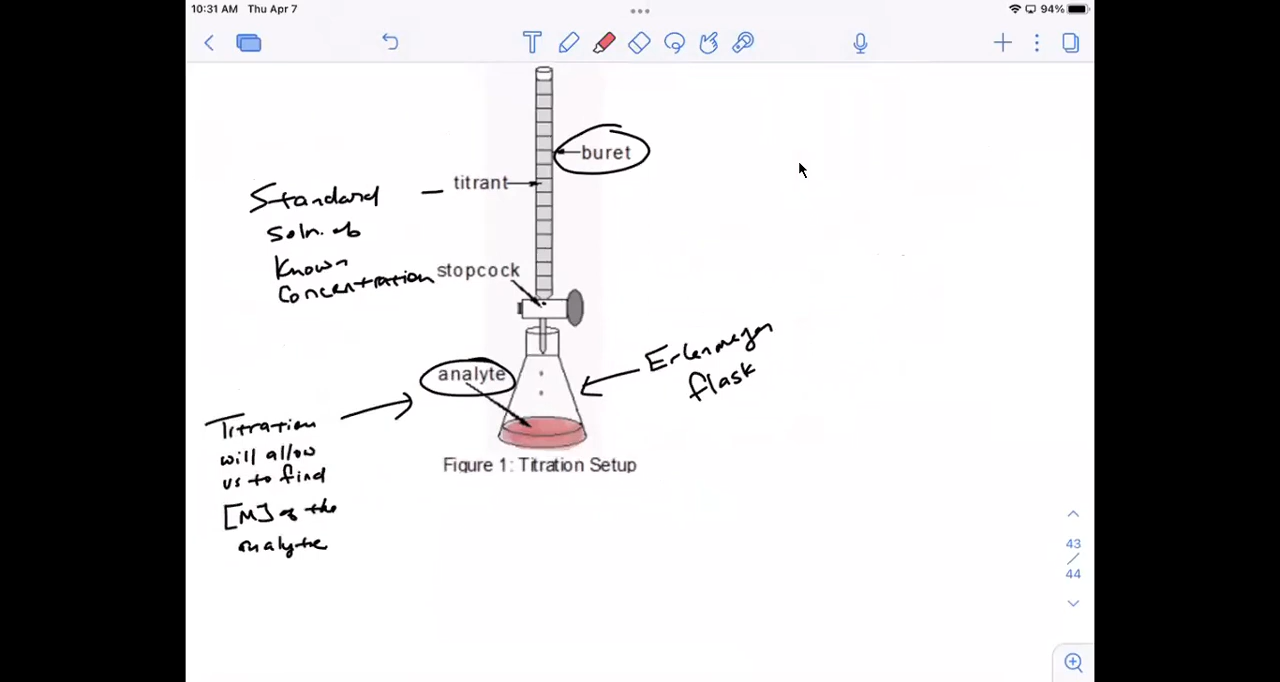 10:31 AM Thu Apr 7
94%
buret
titrant
Standard –
soln. of
known
concentration
stopcock
Erlenmeyer
flask
analyte
Titration
will allow
us to find
[M] of the
analyte
Figure 1: Titration Setup
43
44